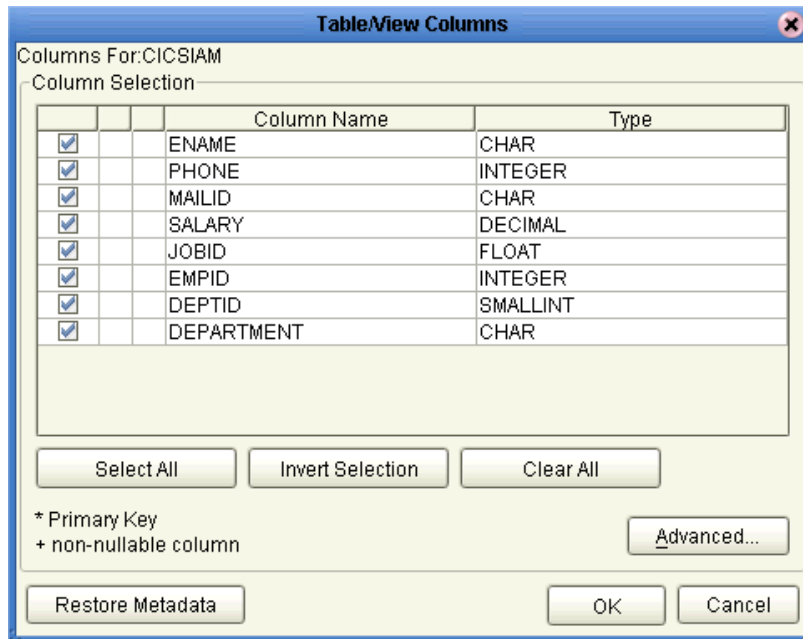 Table/View Columns
Columns For:CICSIAM
Column Selection
Column Name Type
ENAME CHAR
PHONE INTEGER
MAILID CHAR
SALARY DECIMAL
JOBID FLOAT
EMPID INTEGER
DEPTID SMALLINT
DEPARTMENT CHAR
Select All Invert Selection Clear All
* Primary Key
+ non-nullable column
Advanced...
Restore Metadata OK Cancel